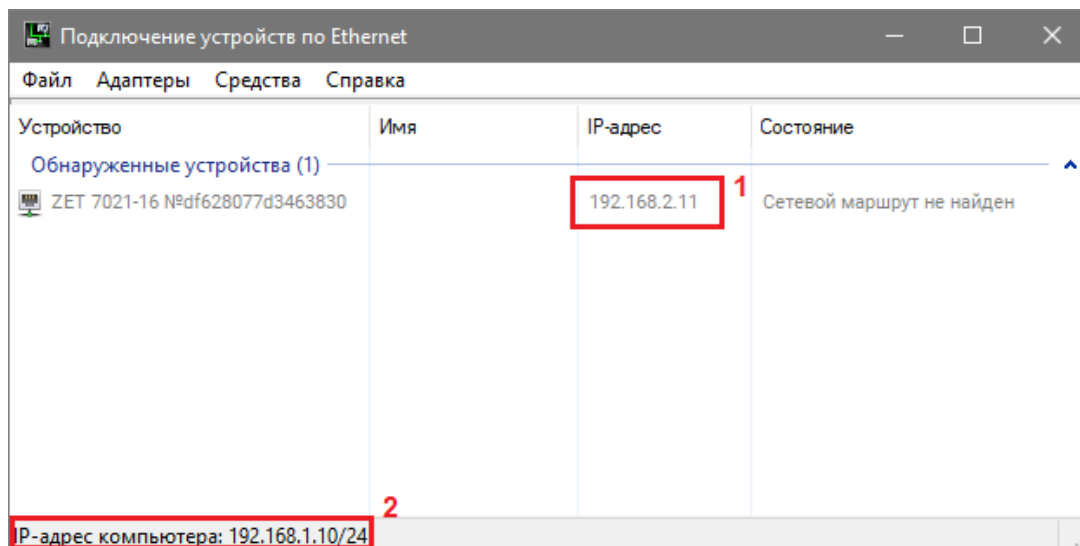 Подключение устройств по Ethernet
Файл Адаптеры Средства Справка
Устройство Имя IP-адрес Состояние
Обнаруженные устройства (1)
ZET 7021-16 №df628077d3463830 192.168.2.11 1 Сетевой маршрут не найден
2
IP-адрес компьютера: 192.168.1.10/24